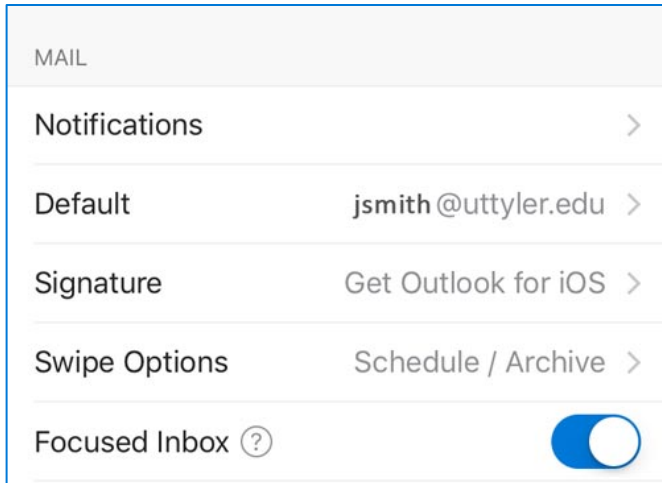 MAIL
Notifications
Default jsmith@uttyler.edu
Signature Get Outlook for iOS
Swipe Options Schedule / Archive
Focused Inbox ?